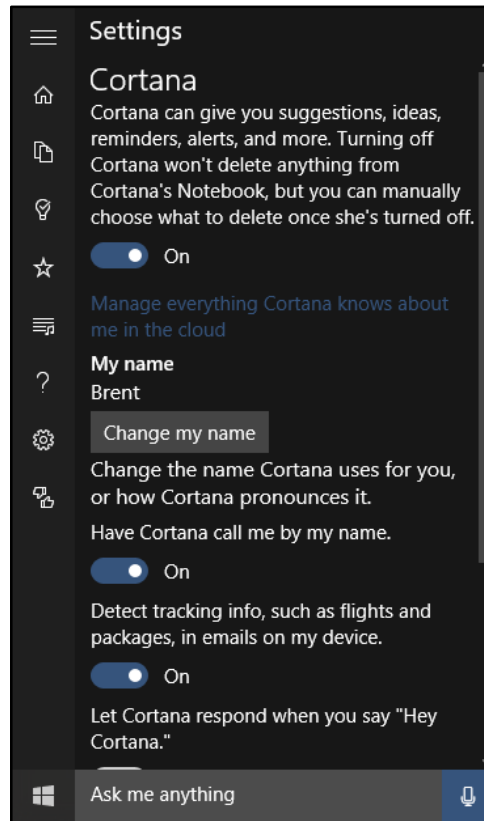 Settings
Cortana
Cortana can give you suggestions, ideas,
reminders, alerts, and more. Turning off
Cortana won't delete anything from
Cortana's Notebook, but you can manually
choose what to delete once she's turned off.
On
Manage everything Cortana knows about
me in the cloud
My name
Brent
Change my name
Change the name Cortana uses for you,
or how Cortana pronounces it.
Have Cortana call me by my name.
On
Detect tracking info, such as flights and
packages, in emails on my device.
On
Let Cortana respond when you say "Hey
Cortana."
Ask me anything